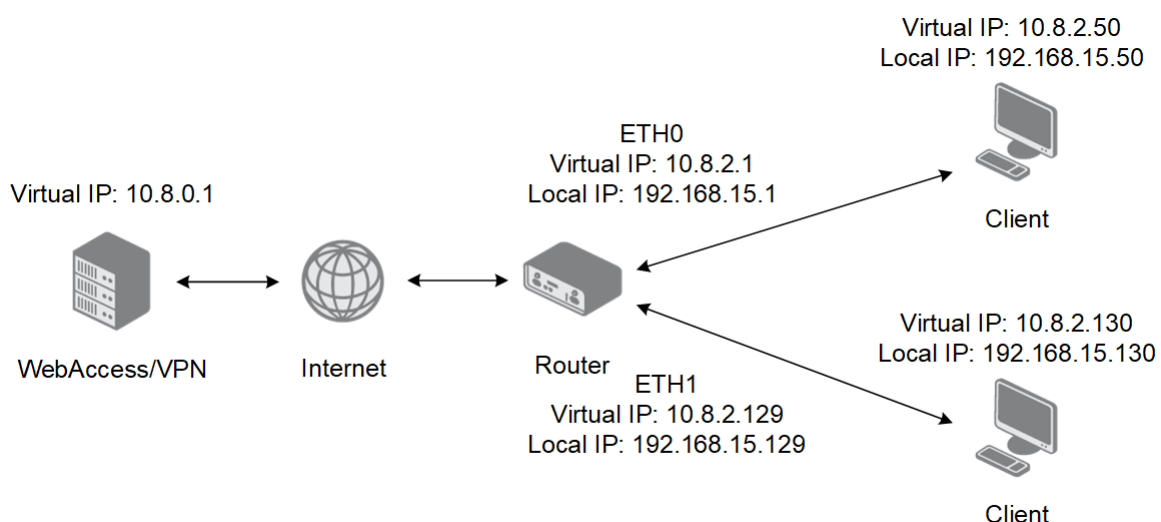 Virtual IP: 10.8.2.50
Local IP: 192.168.15.50
Client
ETH0
Virtual IP: 10.8.2.1
Local IP: 192.168.15.1
Virtual IP: 10.8.0.1
WebAccess/VPN
Internet
Router
ETH1
Virtual IP: 10.8.2.129
Local IP: 192.168.15.129
Virtual IP: 10.8.2.130
Local IP: 192.168.15.130
Client